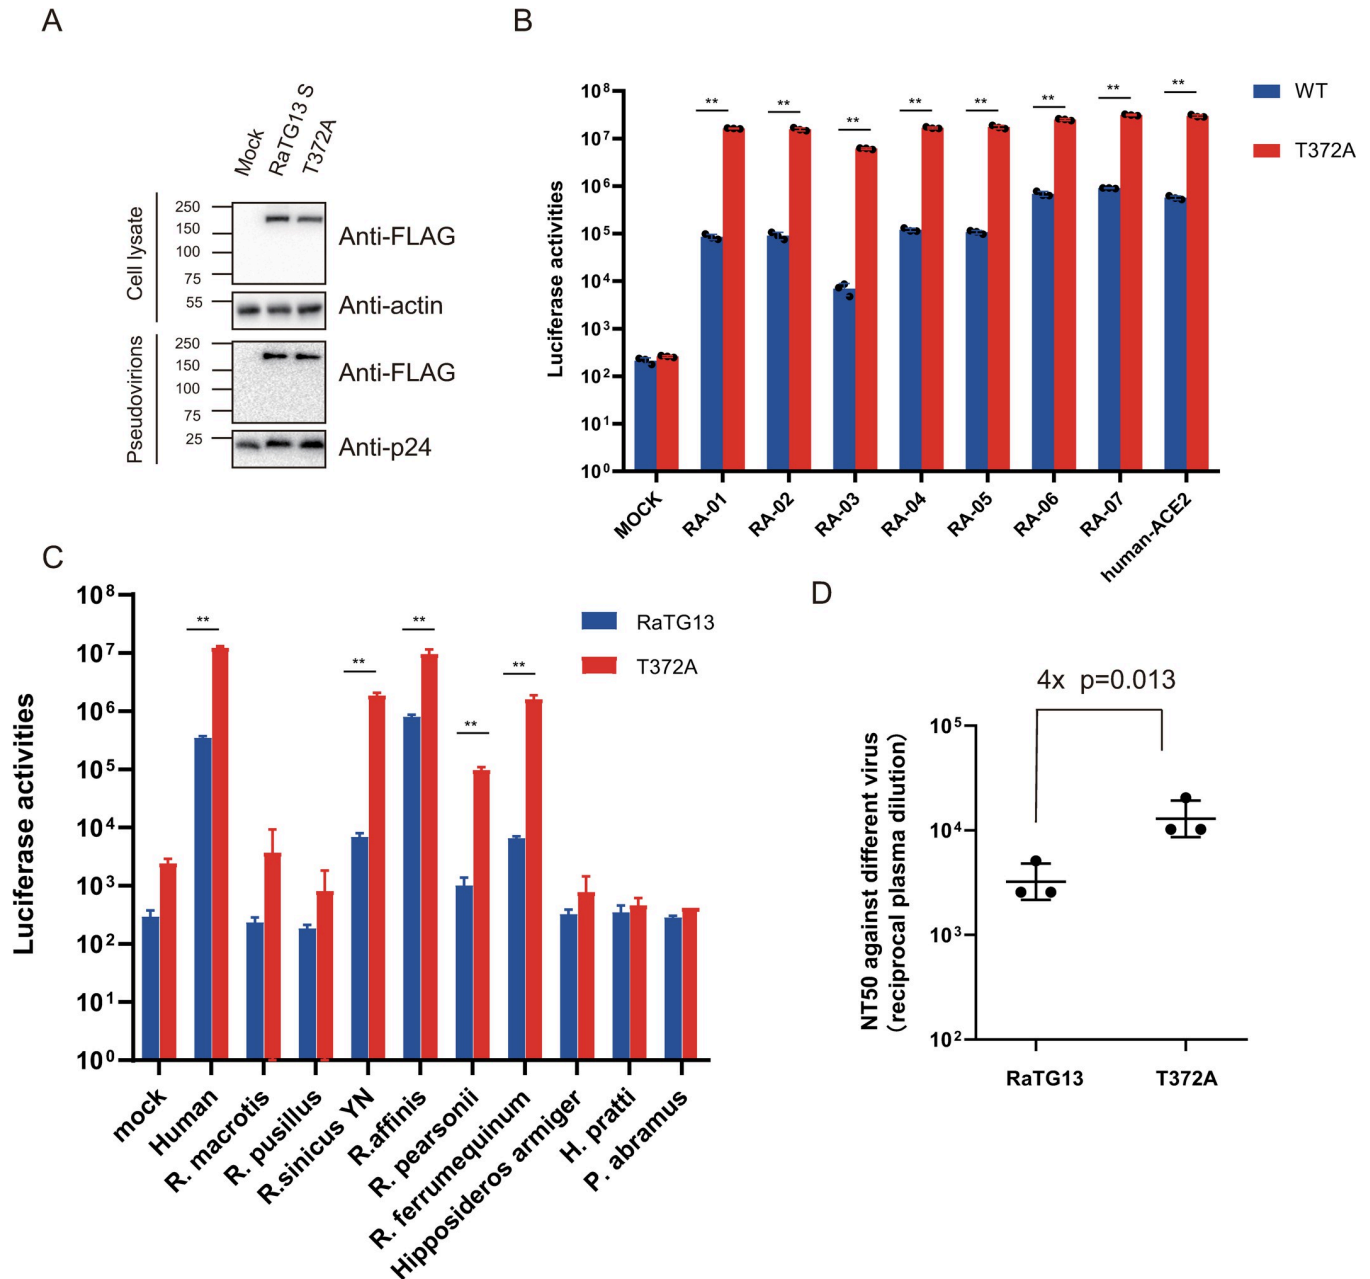 A
Mock
RaTG13 S
T372A
Cell lysate
250
150
100
75
Anti-FLAG
55
Anti-actin
Pseudovirions
250
150
100
75
Anti-FLAG
25
Anti-p24
B
Luciferase activities
10⁸
10⁷
10⁶
10⁵
10⁴
10³
10²
10¹
10⁰
** ** ** ** ** ** ** **
MOCK RA-01 RA-02 RA-03 RA-04 RA-05 RA-06 RA-07 human-ACE2
WT
T372A
C
Luciferase activities
10⁸
10⁷
10⁶
10⁵
10⁴
10³
10²
10¹
10⁰
** ** ** ** **
mock Human R. macrotis R. pusillus R.sinicus YN R.affinis R. pearsonii R. ferrumequinum Hipposideros armiger H. pratti P. abramus
RaTG13
T372A
D
4x p=0.013
NT50 against different virus
(reciprocal plasma dilution)
10⁵
10⁴
10³
10²
RaTG13 T372A